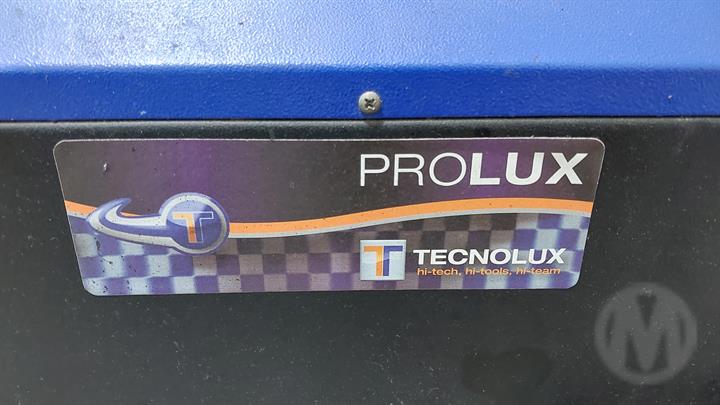 PROLUX
T
T TECNOLUX
hi-tech, hi-tools, hi-team
M